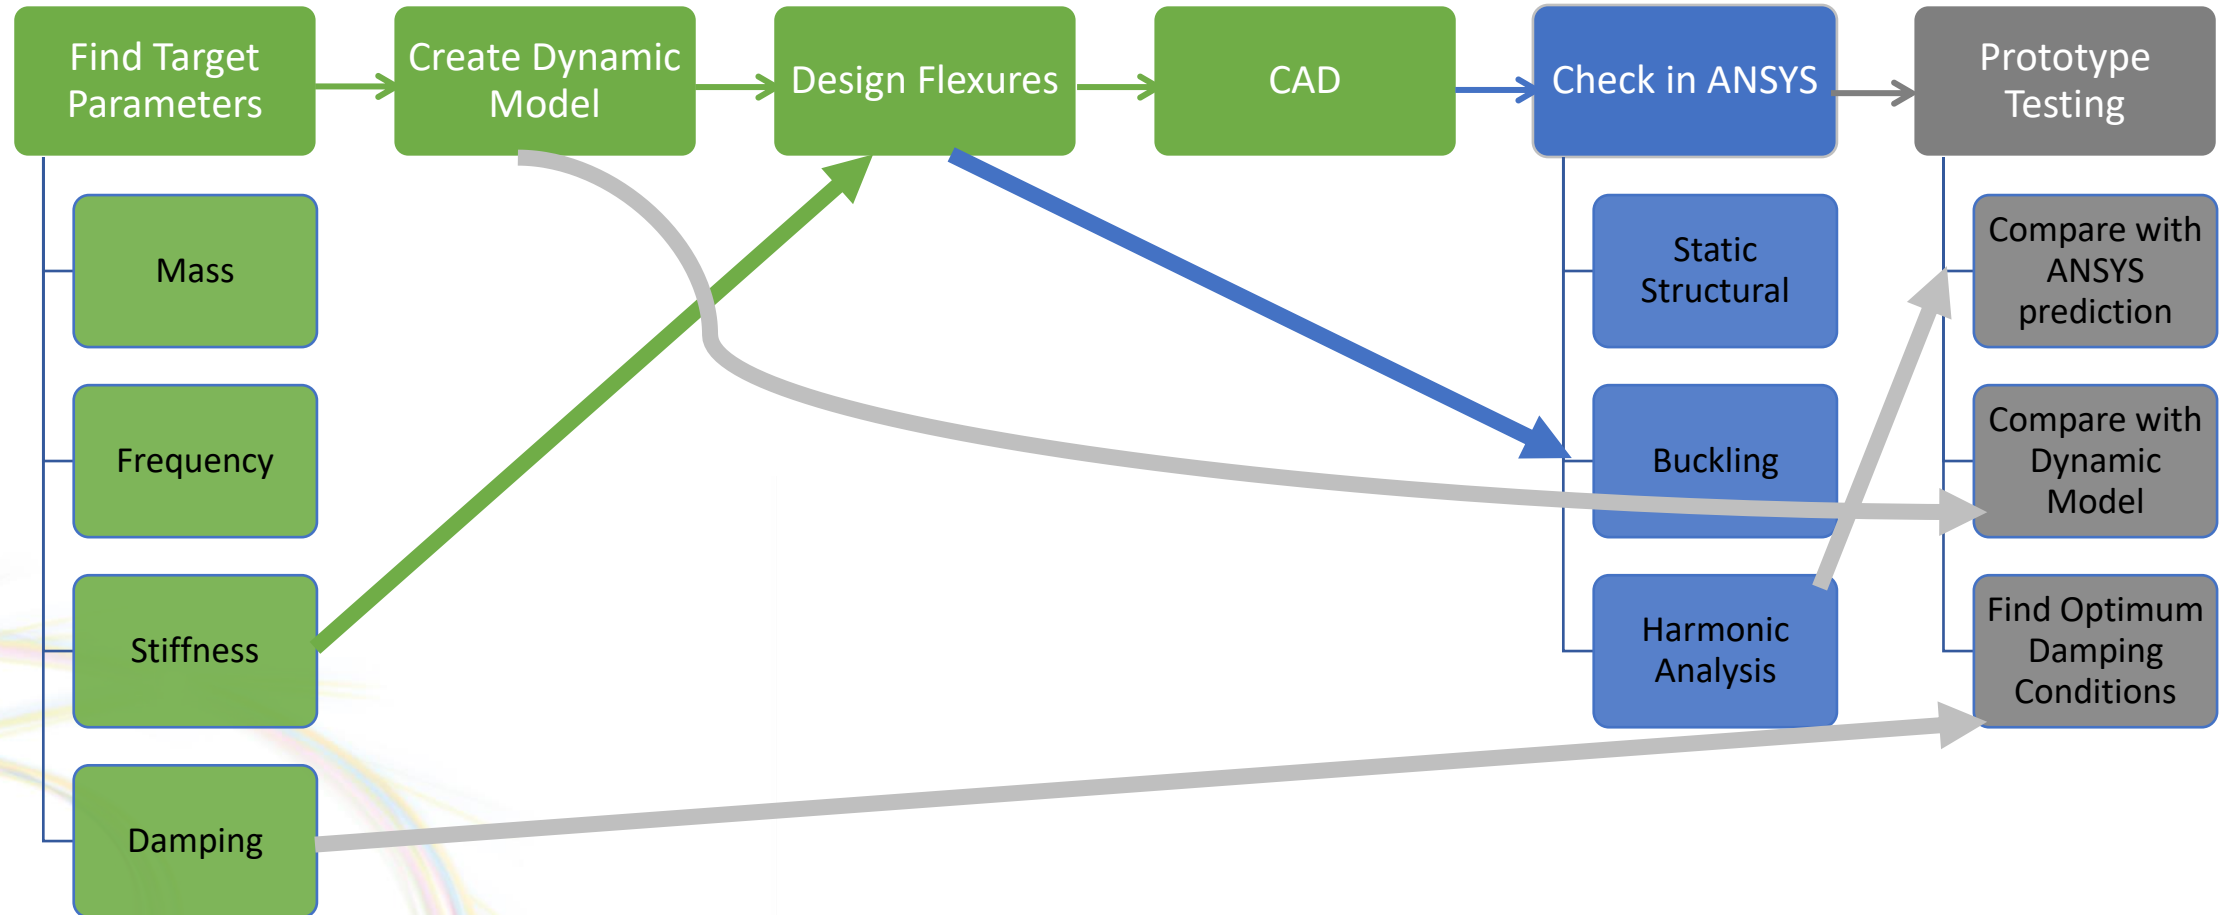 Find Target
Parameters
Create Dynamic
Model
Design Flexures
CAD
Check in ANSYS
Prototype
Testing
Mass
Frequency
Stiffness
Damping
Static
Structural
Buckling
Harmonic
Analysis
Compare with
ANSYS
prediction
Compare with
Dynamic
Model
Find Optimum
Damping
Conditions